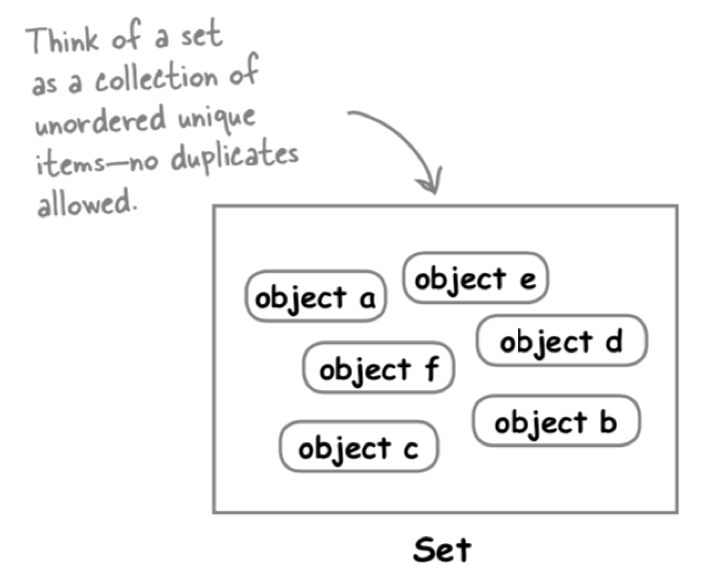 Think of a set
as a collection of
unordered unique
items—no duplicates
allowed.
object a
object e
object f
object d
object c
object b
Set